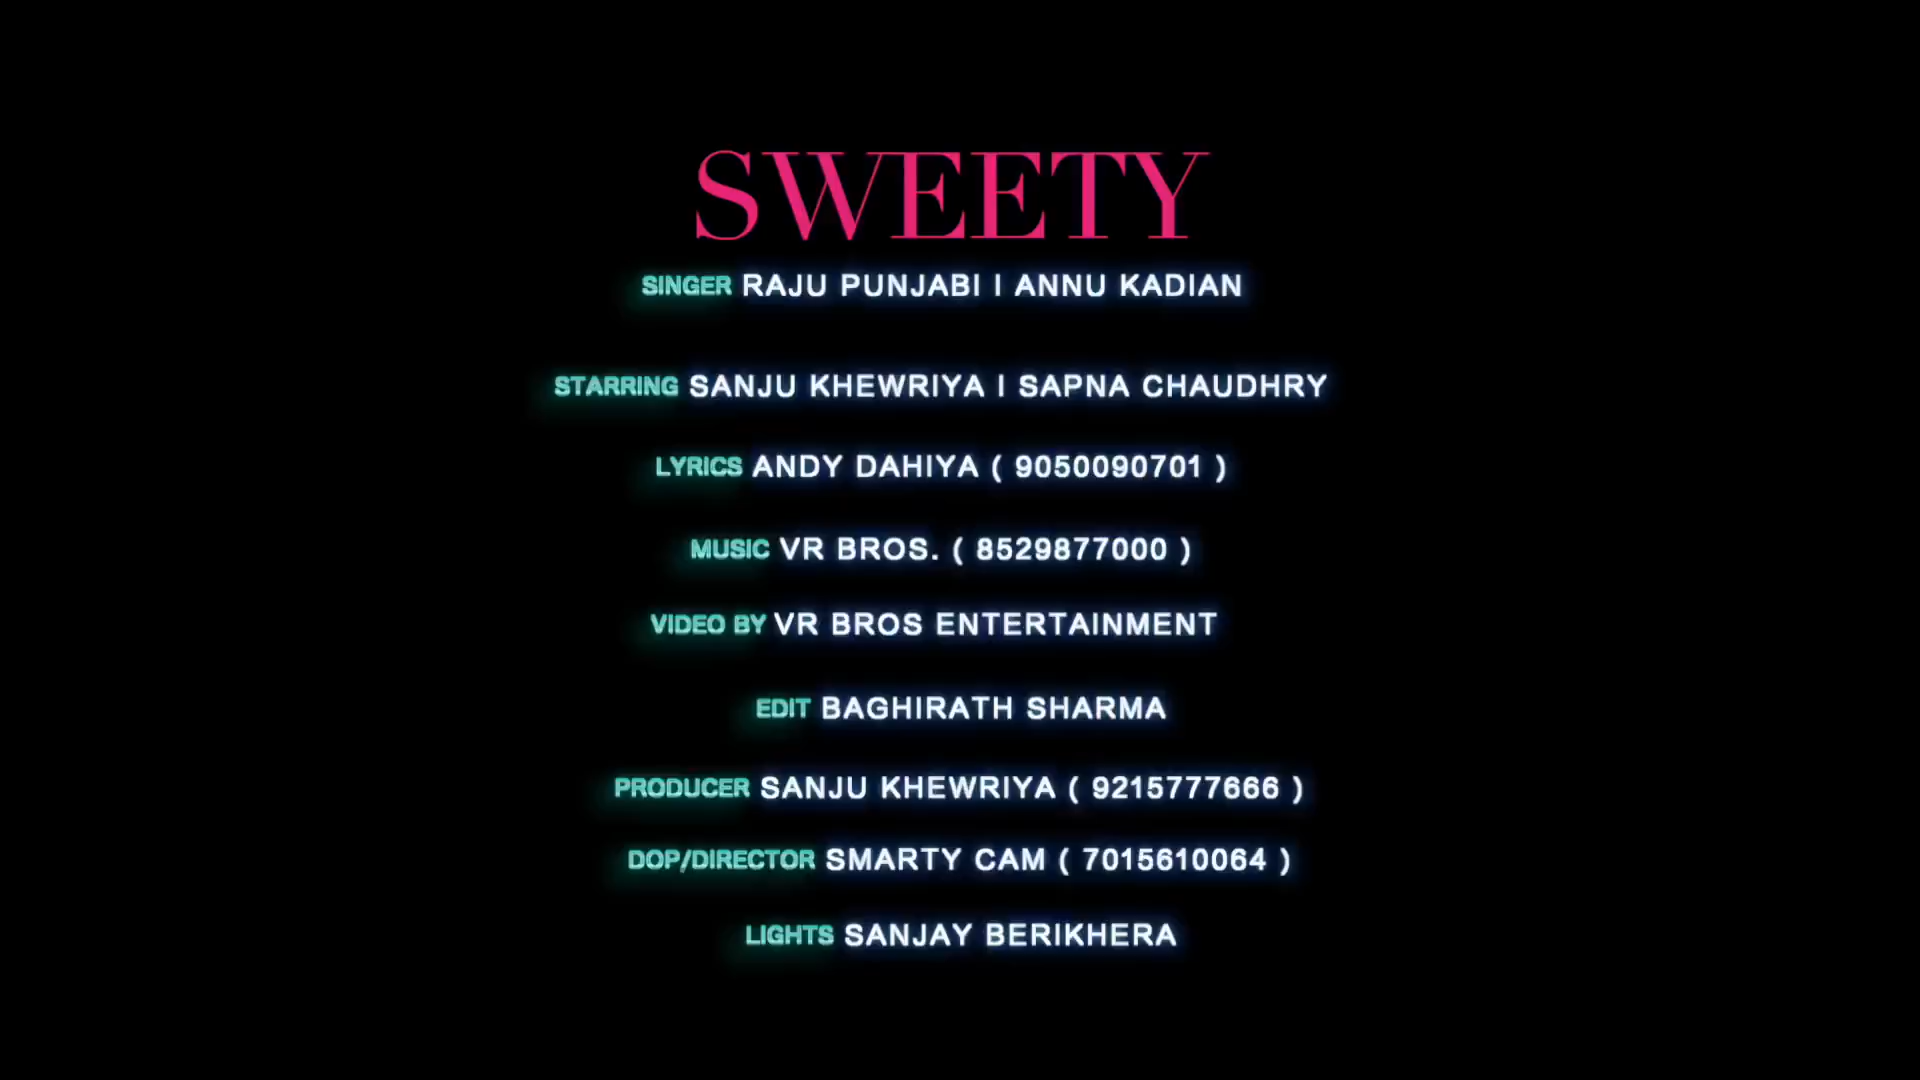 SWEETY
SINGER RAJU PUNJABI I ANNU KADIAN
STARRING SANJU KHEWRIYA I SAPNA CHAUDHRY
LYRICS ANDY DAHIYA ( 9050090701 )
MUSIC VR BROS. ( 8529877000 )
VIDEO BY VR BROS ENTERTAINMENT
EDIT BAGHIRATH SHARMA
PRODUCER SANJU KHEWRIYA ( 9215777666 )
DOP/DIRECTOR SMARTY CAM ( 7015610064 )
LIGHTS SANJAY BERIKHERA